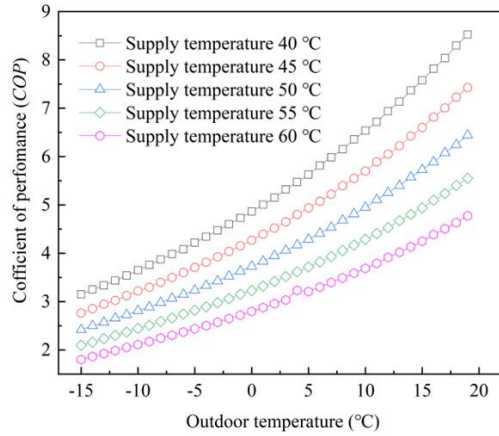 9
8
7
6
5
4
3
2
Cofficient of perfomance (COP)
Supply temperature 40 ℃
Supply temperature 45 ℃
Supply temperature 50 ℃
Supply temperature 55 ℃
Supply temperature 60 ℃
-15 -10 -5 0 5 10 15 20
Outdoor temperature (℃)